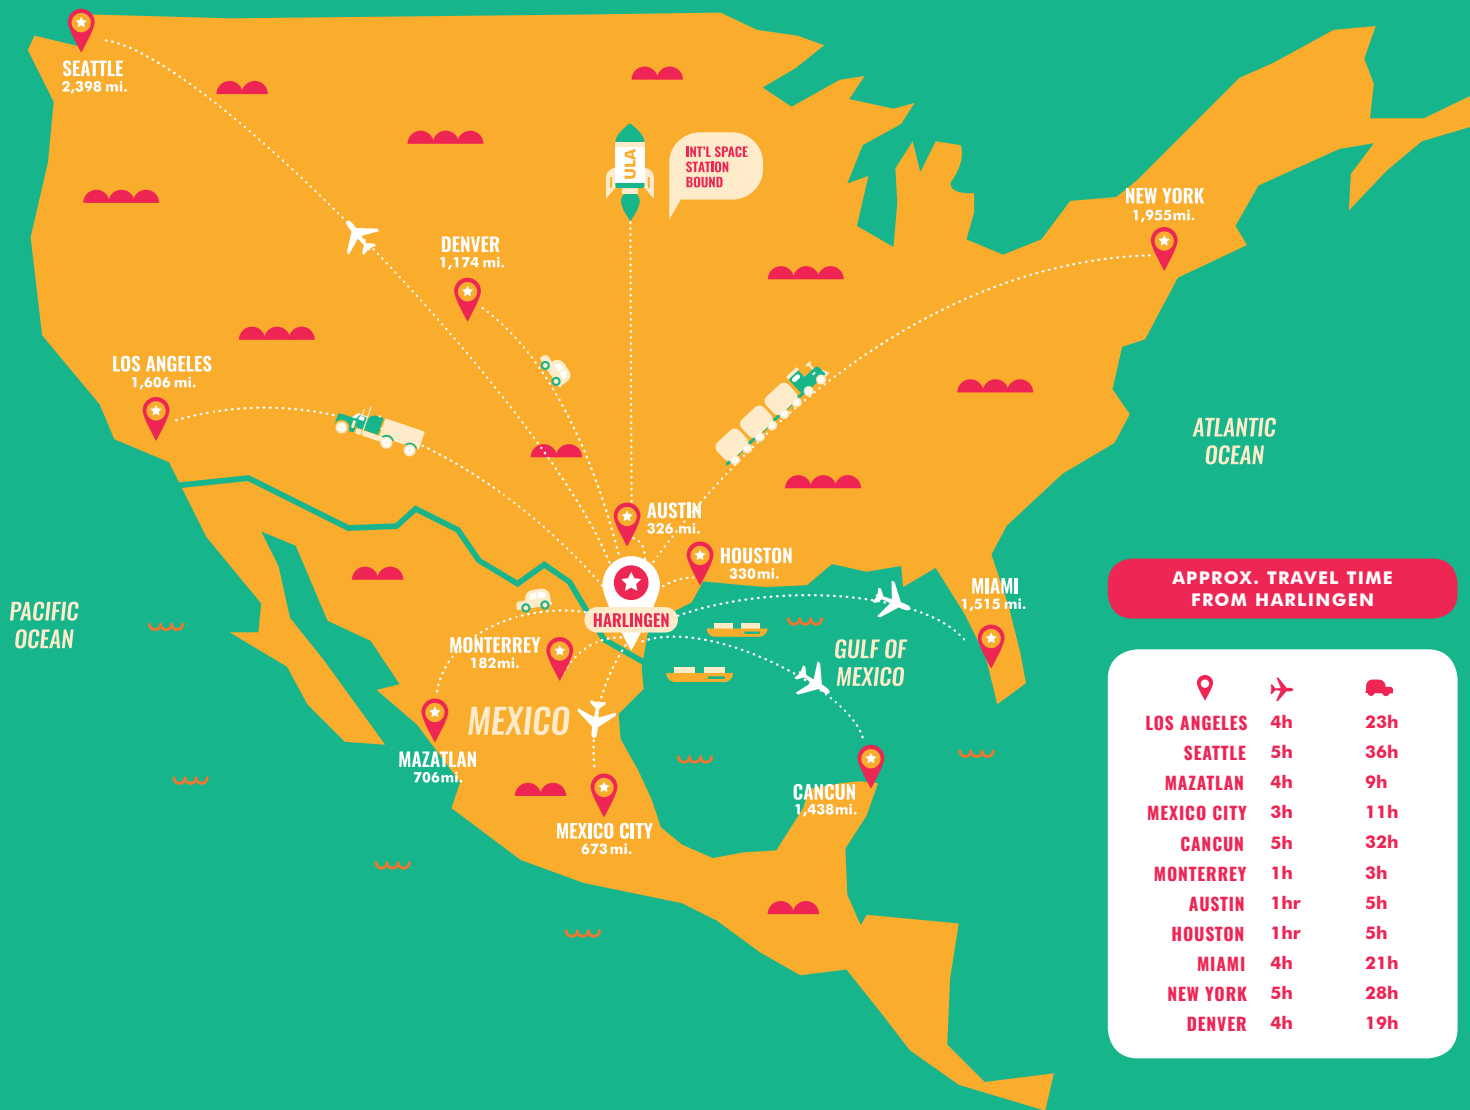 SEATTLE
2,398 mi.
ULA
INT'L SPACE
STATION
BOUND
NEW YORK
1,955mi.
DENVER
1,174 mi.
LOS ANGELES
1,606 mi.
ATLANTIC
OCEAN
AUSTIN
326 mi.
HOUSTON
330mi.
MIAMI
1,515 mi.
PACIFIC
OCEAN
HARLINGEN
MONTERREY
182mi.
GULF OF
MEXICO
MEXICO
MAZATLAN
706mi.
CANCUN
1,438mi.
MEXICO CITY
673mi.
APPROX. TRAVEL TIME
FROM HARLINGEN
LOS ANGELES 4h 23h
SEATTLE 5h 36h
MAZATLAN 4h 9h
MEXICO CITY 3h 11h
CANCUN 5h 32h
MONTERREY 1h 3h
AUSTIN 1hr 5h
HOUSTON 1hr 5h
MIAMI 4h 21h
NEW YORK 5h 28h
DENVER 4h 19h